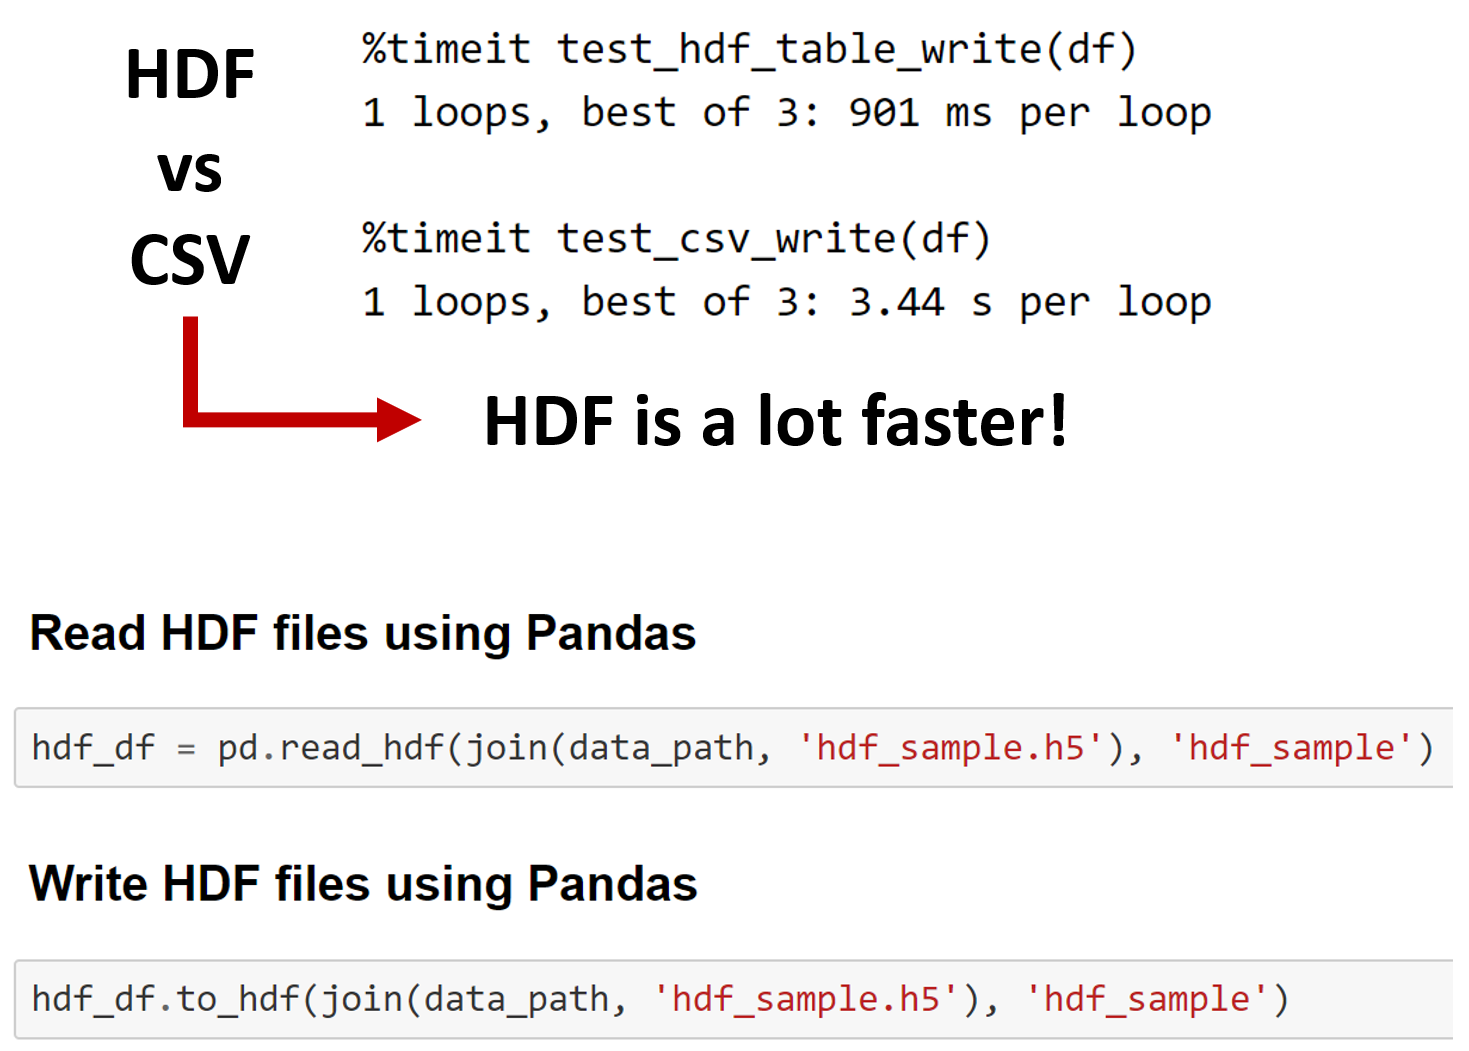 HDF
vs
CSV
%timeit test_hdf_table_write(df)
1 loops, best of 3: 901 ms per loop
%timeit test_csv_write(df)
1 loops, best of 3: 3.44 s per loop
HDF is a lot faster!
Read HDF files using Pandas
hdf_df = pd.read_hdf(join(data_path, 'hdf_sample.h5'), 'hdf_sample')
Write HDF files using Pandas
hdf_df.to_hdf(join(data_path, 'hdf_sample.h5'), 'hdf_sample')